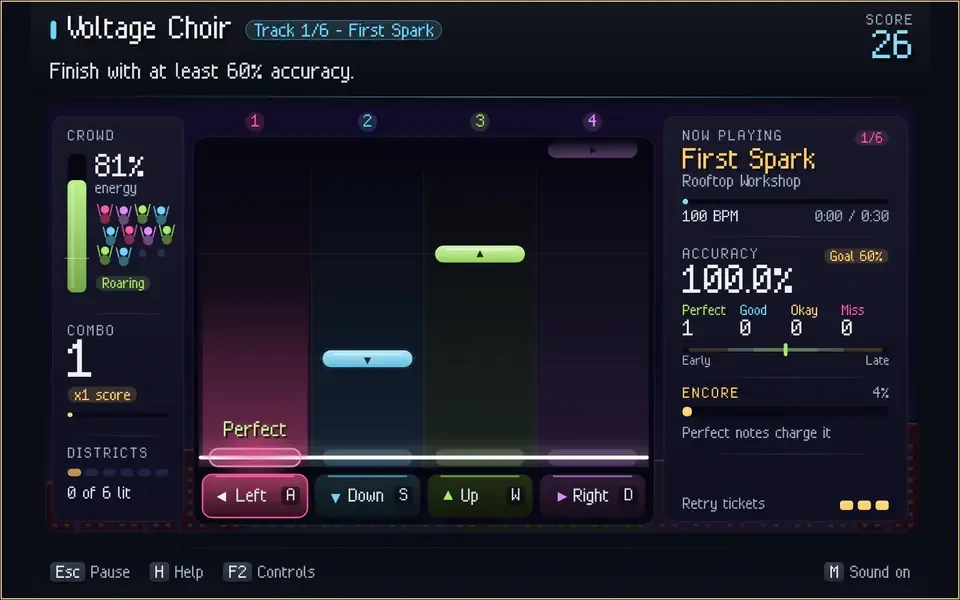 Voltage Choir
Track 1/6 - First Spark
SCORE
26
Finish with at least 60% accuracy.
CROWD
81%
energy
Roaring
COMBO
1
x1 score
DISTRICTS
0 of 6 lit
1 2 3 4
Perfect
◄ Left A
▼ Down S
▲ Up W
► Right D
NOW PLAYING 1/6
First Spark
Rooftop Workshop
100 BPM 0:00 / 0:30
ACCURACY Goal 60%
100.0%
Perfect Good Okay Miss
1 0 0 0
Early Late
ENCORE 4%
Perfect notes charge it
Retry tickets
Esc Pause H Help F2 Controls
M Sound on